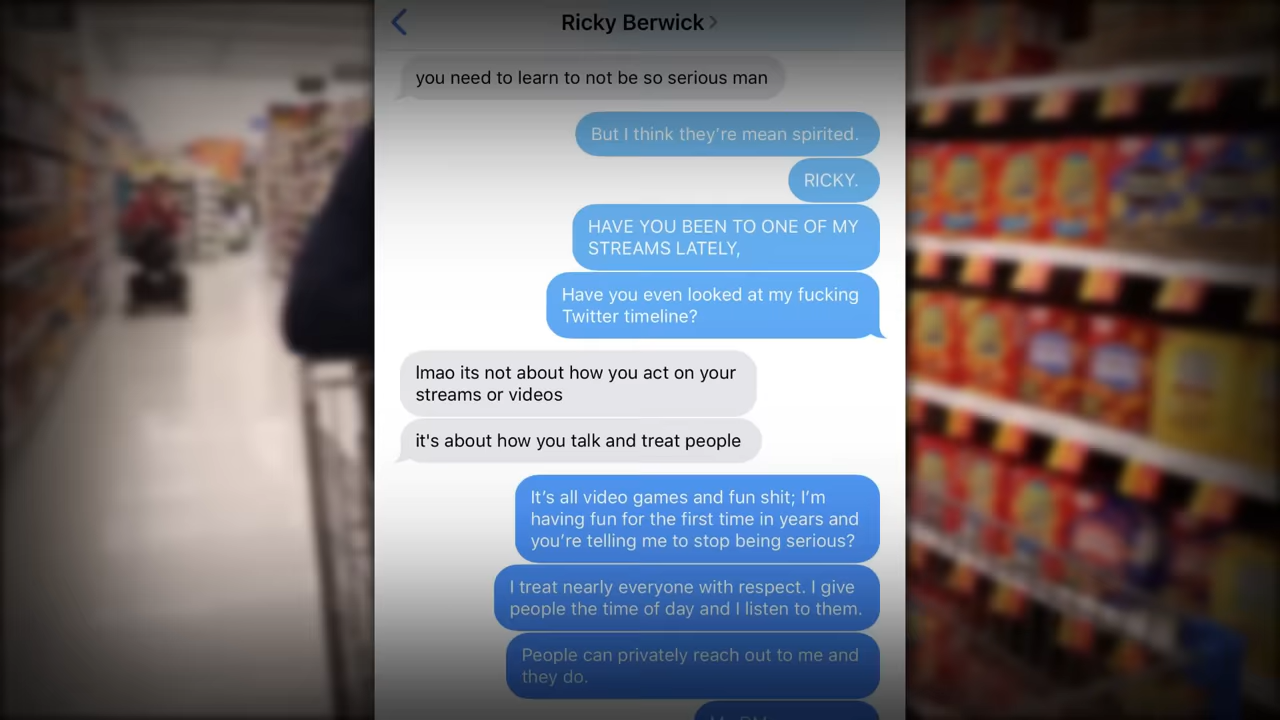 Ricky Berwick
you need to learn to not be so serious man
But I think they're mean spirited.
RICKY.
HAVE YOU BEEN TO ONE OF MY
STREAMS LATELY,
Have you even looked at my fucking
Twitter timeline?
lmao its not about how you act on your
streams or videos
it's about how you talk and treat people
It's all video games and fun shit; I'm
having fun for the first time in years and
you're telling me to stop being serious?
I treat nearly everyone with respect. I give
people the time of day and I listen to them.
People can privately reach out to me and
they do.